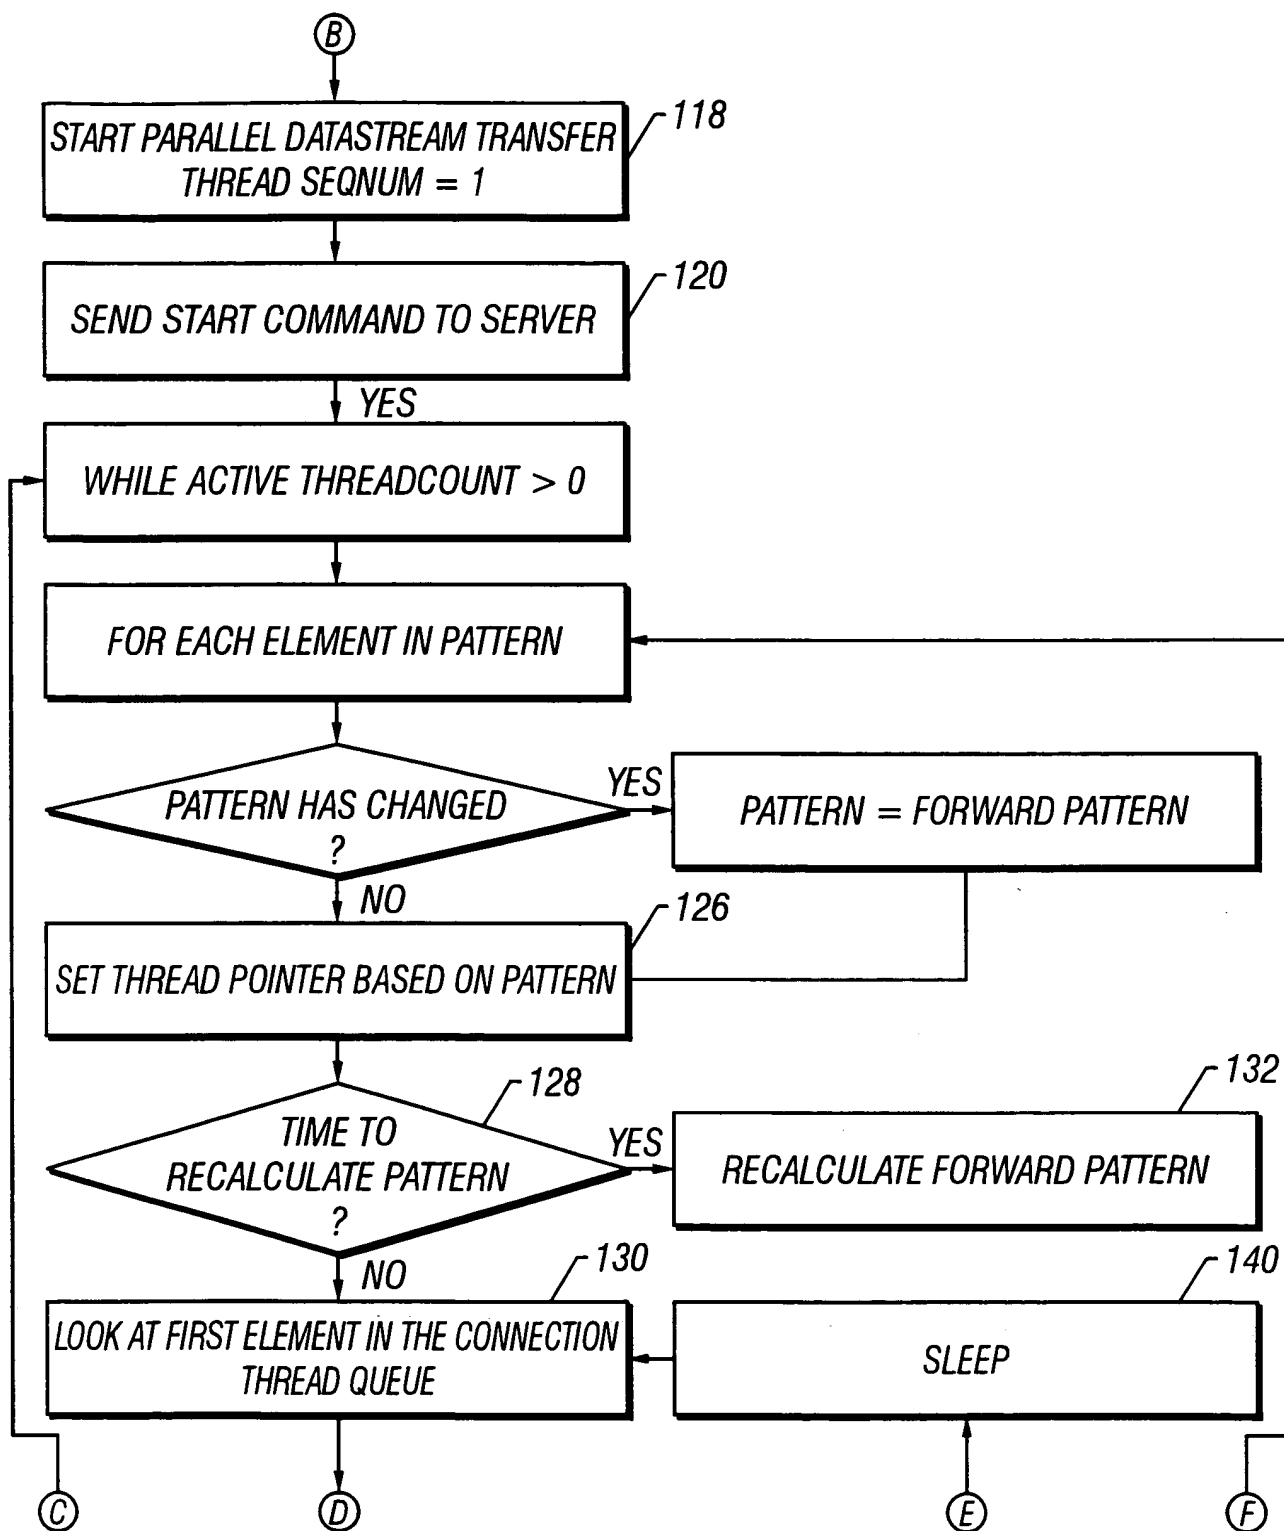 B
START PARALLEL DATASTREAM TRANSFER
THREAD SEQNUM = 1
118
SEND START COMMAND TO SERVER
120
YES
WHILE ACTIVE THREADCOUNT > 0
FOR EACH ELEMENT IN PATTERN
PATTERN HAS CHANGED
?
YES
PATTERN = FORWARD PATTERN
NO
126
SET THREAD POINTER BASED ON PATTERN
128
TIME TO
RECALCULATE PATTERN
?
YES
132
RECALCULATE FORWARD PATTERN
NO
130
LOOK AT FIRST ELEMENT IN THE CONNECTION
THREAD QUEUE
140
SLEEP
C
D
E
F